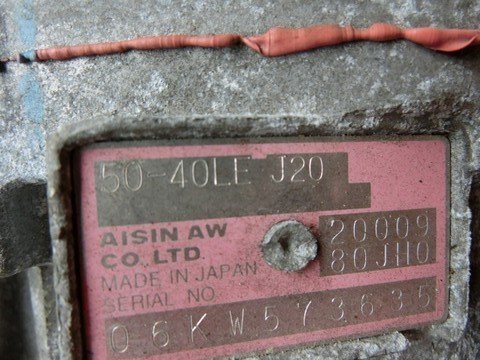 50-40LE J20
AISIN AW
CO.,LTD
20009
80JH0
MADE IN JAPAN
SERIAL NO.
06KW573635